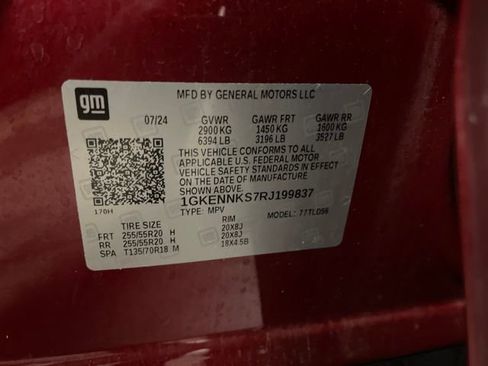 gm
MFD BY GENERAL MOTORS LLC
07/24 GVWR GAWR FRT GAWR RR
2900 KG 1450 KG 1600 KG
6394 LB 3196 LB 3527 LB
THIS VEHICLE CONFORMS TO ALL
APPLICABLE U.S. FEDERAL MOTOR
VEHICLE SAFETY STANDARDS IN EFFECT
ON THE DATE OF MANUFACTURE
SHOWN ABOVE.
1GKENNKS7RJ199837
170H TYPE: MPV MODEL:
TIRE SIZE RIM
FRT 255/55R20 H 20X8J
RR 255/55R20 H 20X8J
SPA T135/70R18 M 18X4.5B